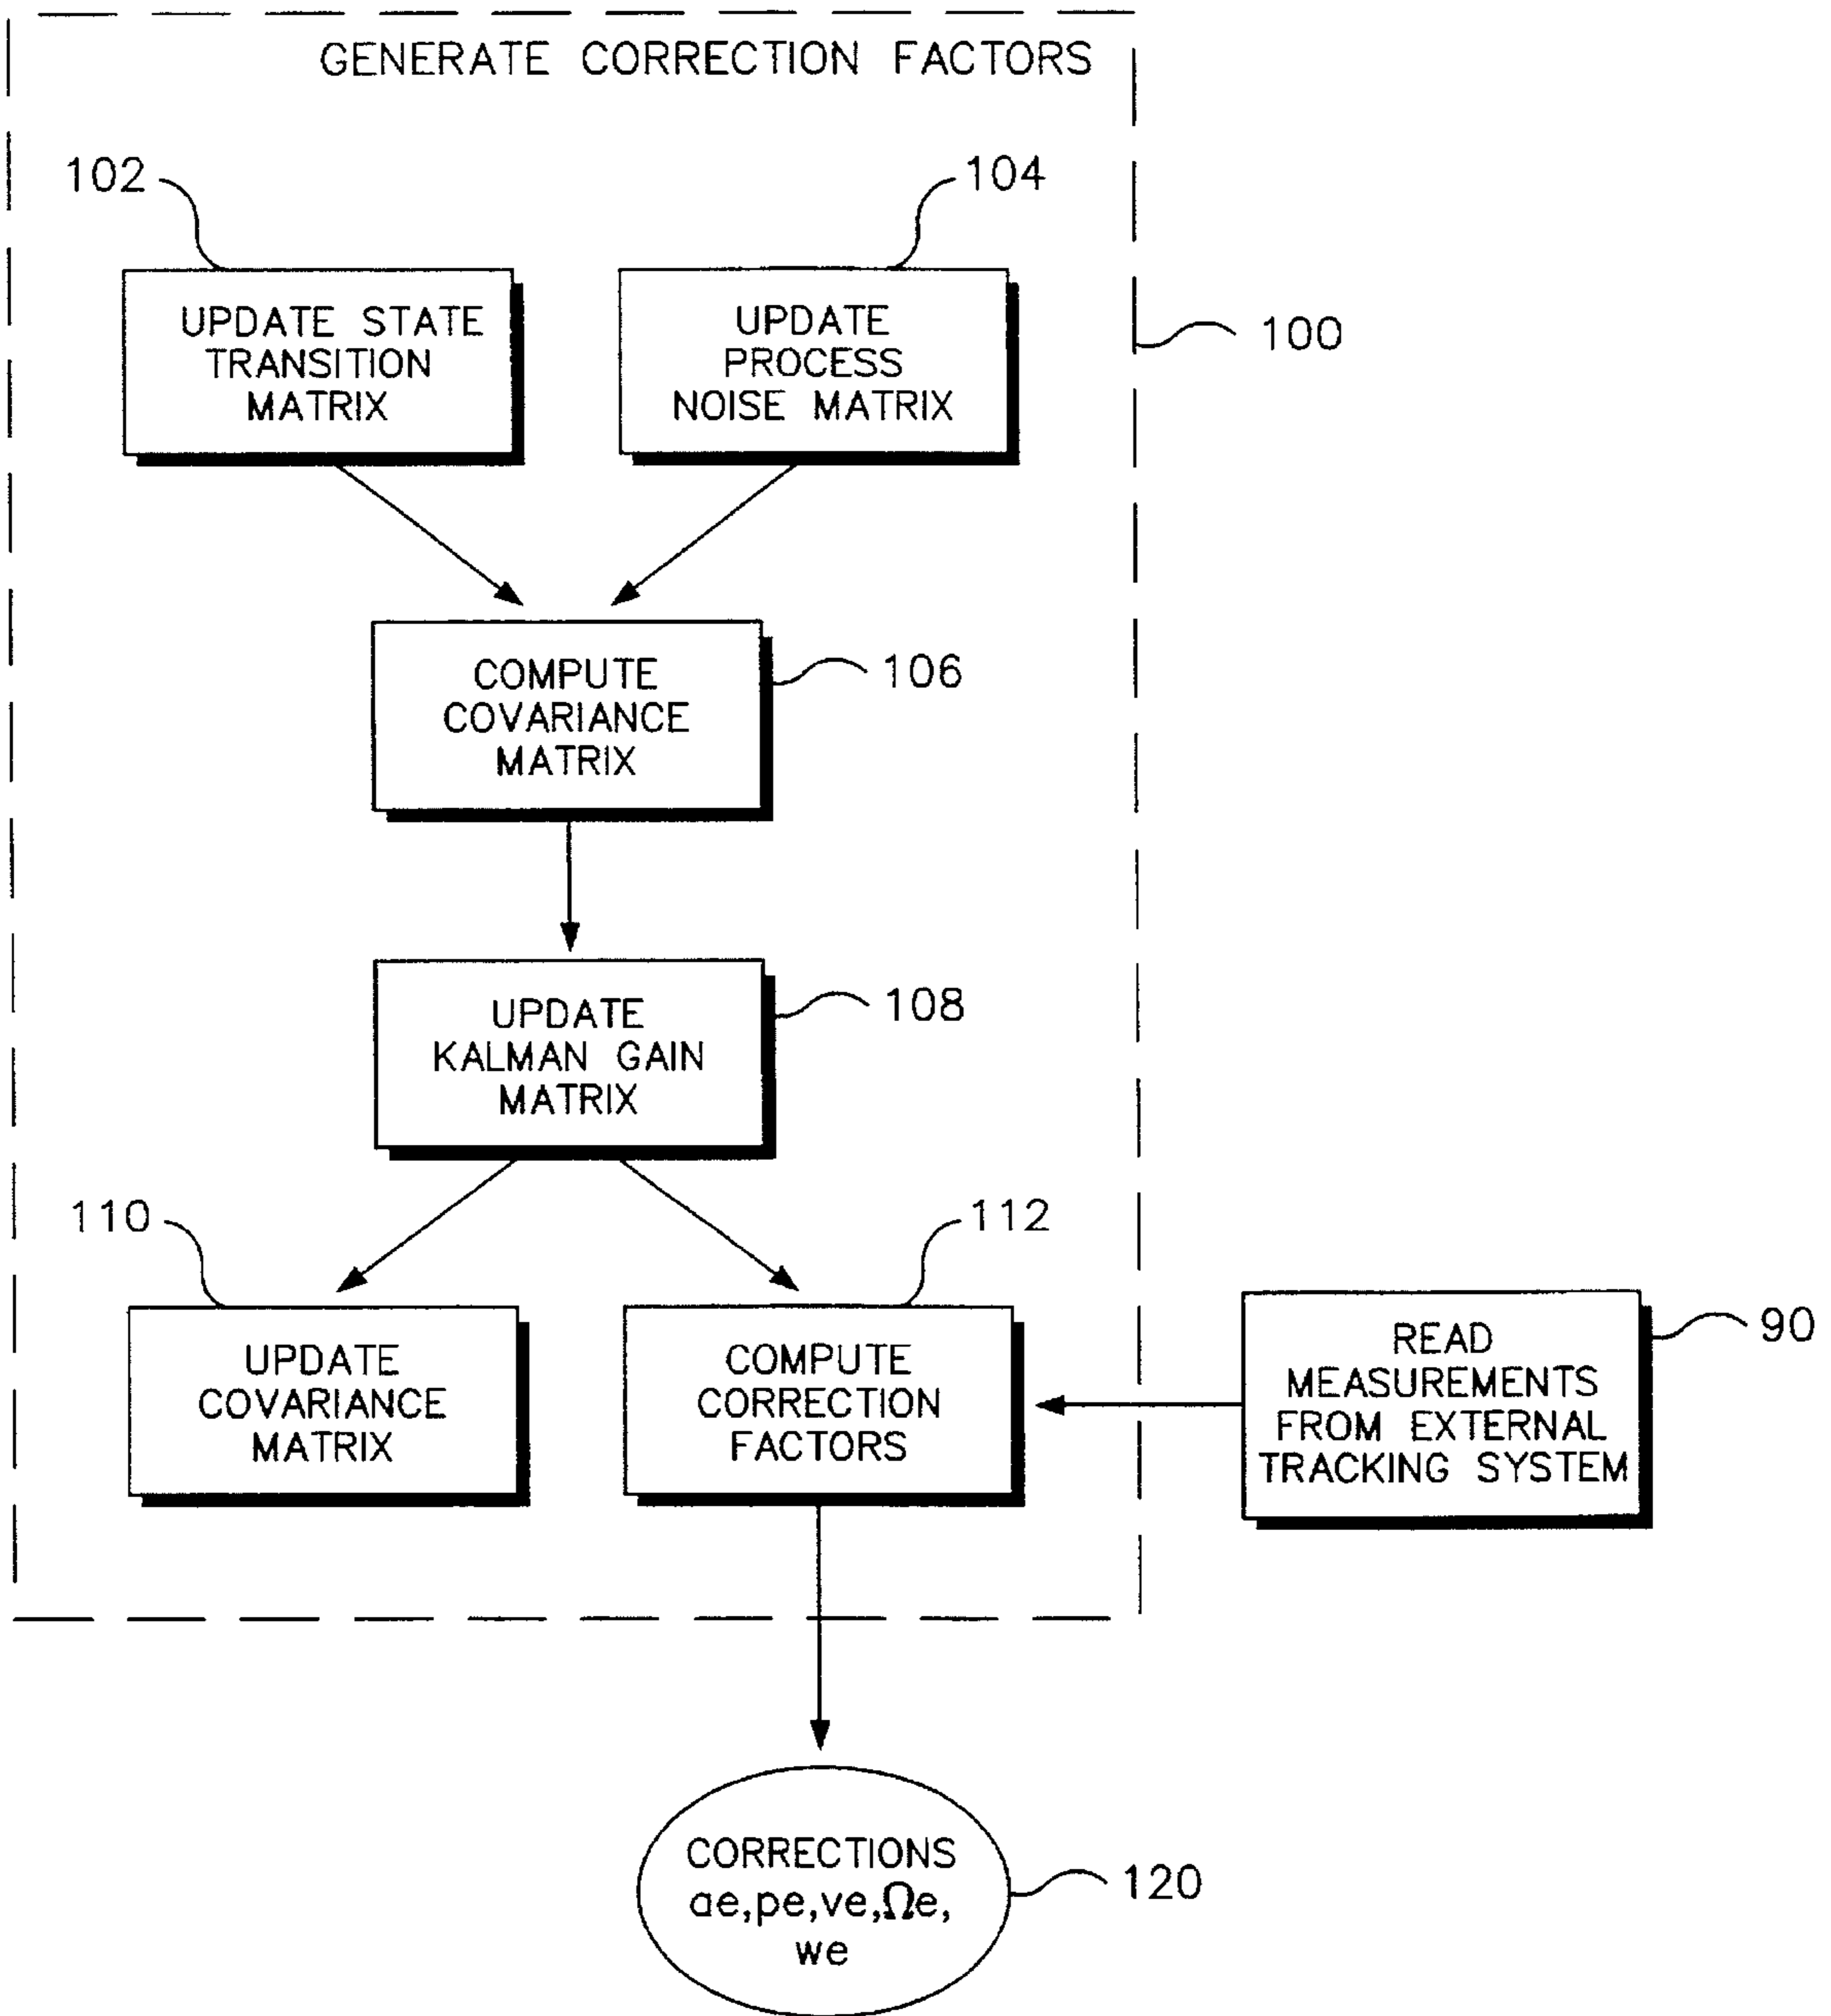 GENERATE CORRECTION FACTORS
102
104
UPDATE STATE
TRANSITION
MATRIX
UPDATE
PROCESS
NOISE MATRIX
100
COMPUTE
COVARIANCE
MATRIX
106
UPDATE
KALMAN GAIN
MATRIX
108
110
112
UPDATE
COVARIANCE
MATRIX
COMPUTE
CORRECTION
FACTORS
READ
MEASUREMENTS
FROM EXTERNAL
TRACKING SYSTEM
90
CORRECTIONS
ae,pe,ve,Ωe,
we
120